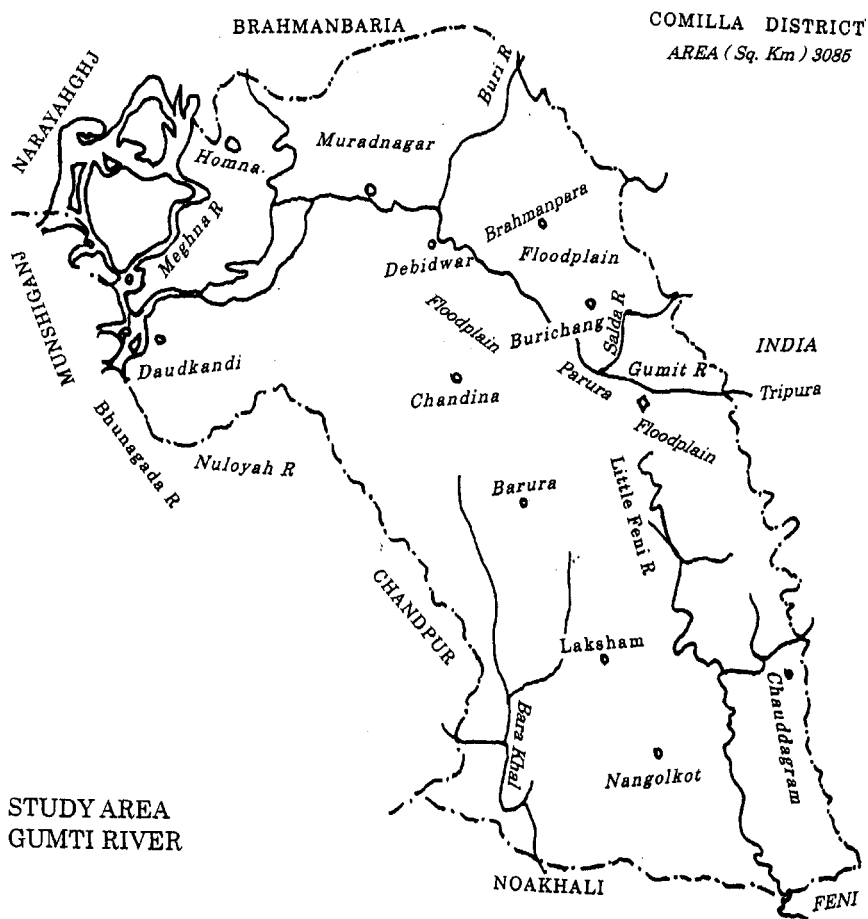 BRAHMANBARIA
COMILLA DISTRICT
AREA (Sq. Km) 3085
NARAYAHGHJ
Buri R
Homna.
Muradnagar
Meghna R
Brahmanpara
Floodplain
Debidwar
MUNSHIGANJ
Floodplain
Burichang
Salda R
INDIA
Daudkandi
Gumit R
Parura
Tripura
Chandina
Bhunagada R
Floodplain
Nuloyah R
Little Feni R
Barura
CHANDPUR
Laksham
Chauddagram
Bara Khal
Nangolkot
STUDY AREA
GUMTI RIVER
NOAKHALI
FENI